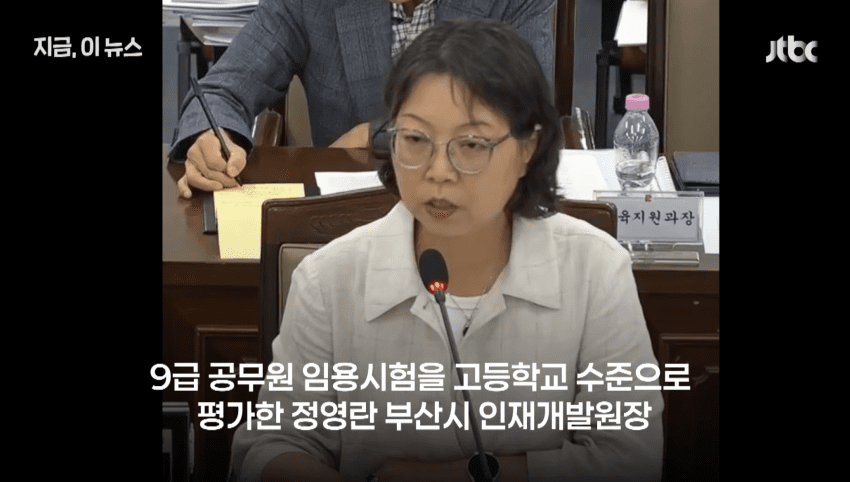 지금, 이 뉴스
jtbc
육지원과장
9급 공무원 임용시험을 고등학교 수준으로
평가한 정영란 부산시 인재개발원장